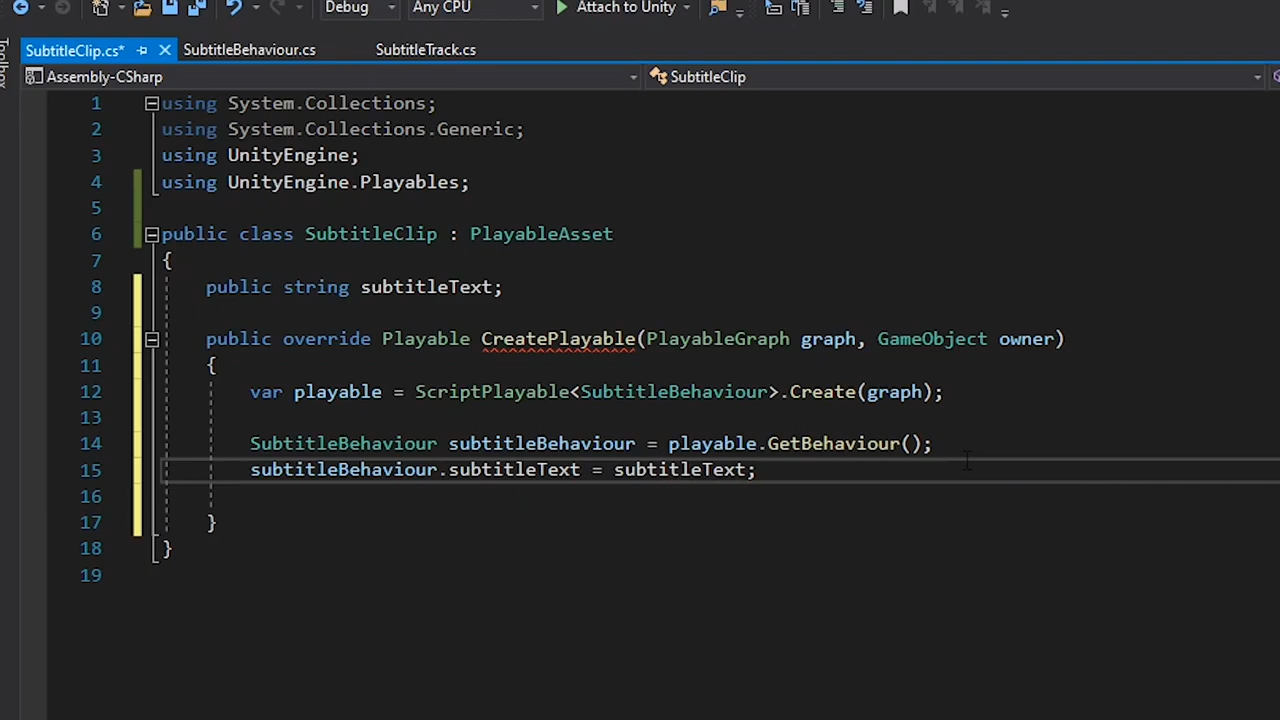 Debug Any CPU Attach to Unity
SubtitleClip.cs* SubtitleBehaviour.cs SubtitleTrack.cs
Toolbox
Assembly-CSharp SubtitleClip
1 using System.Collections;
2 using System.Collections.Generic;
3 using UnityEngine;
4 using UnityEngine.Playables;
5
6 public class SubtitleClip : PlayableAsset
7 {
8 public string subtitleText;
9
10 public override Playable CreatePlayable(PlayableGraph graph, GameObject owner)
11 {
12 var playable = ScriptPlayable<SubtitleBehaviour>.Create(graph);
13
14 SubtitleBehaviour subtitleBehaviour = playable.GetBehaviour();
15 subtitleBehaviour.subtitleText = subtitleText;
16
17 }
18 }
19